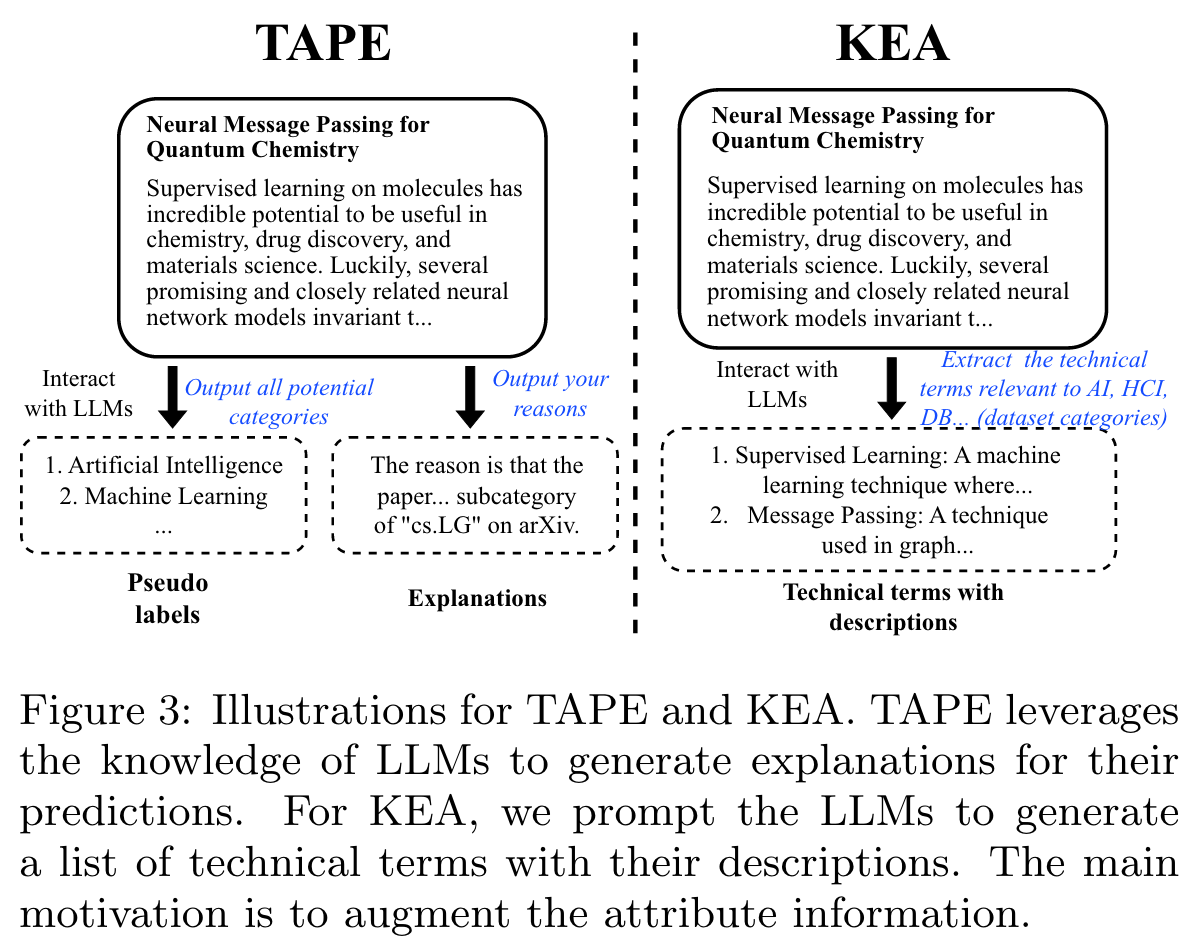 TAPE
Neural Message Passing for
Quantum Chemistry
Supervised learning on molecules has
incredible potential to be useful in
chemistry, drug discovery, and
materials science. Luckily, several
promising and closely related neural
network models invariant t...
Interact
with LLMs
Output all potential
categories
Output your
reasons
1. Artificial Intelligence
2. Machine Learning
...
The reason is that the
paper... subcategory
of "cs.LG" on arXiv.
Pseudo
labels
Explanations
KEA
Neural Message Passing for
Quantum Chemistry
Supervised learning on molecules has
incredible potential to be useful in
chemistry, drug discovery, and
materials science. Luckily, several
promising and closely related neural
network models invariant t...
Interact with
LLMs
Extract the technical
terms relevant to AI, HCI,
DB... (dataset categories)
1. Supervised Learning: A machine
learning technique where...
2. Message Passing: A technique
used in graph...
Technical terms with
descriptions
Figure 3: Illustrations for TAPE and KEA. TAPE leverages
the knowledge of LLMs to generate explanations for their
predictions. For KEA, we prompt the LLMs to generate
a list of technical terms with their descriptions. The main
motivation is to augment the attribute information.